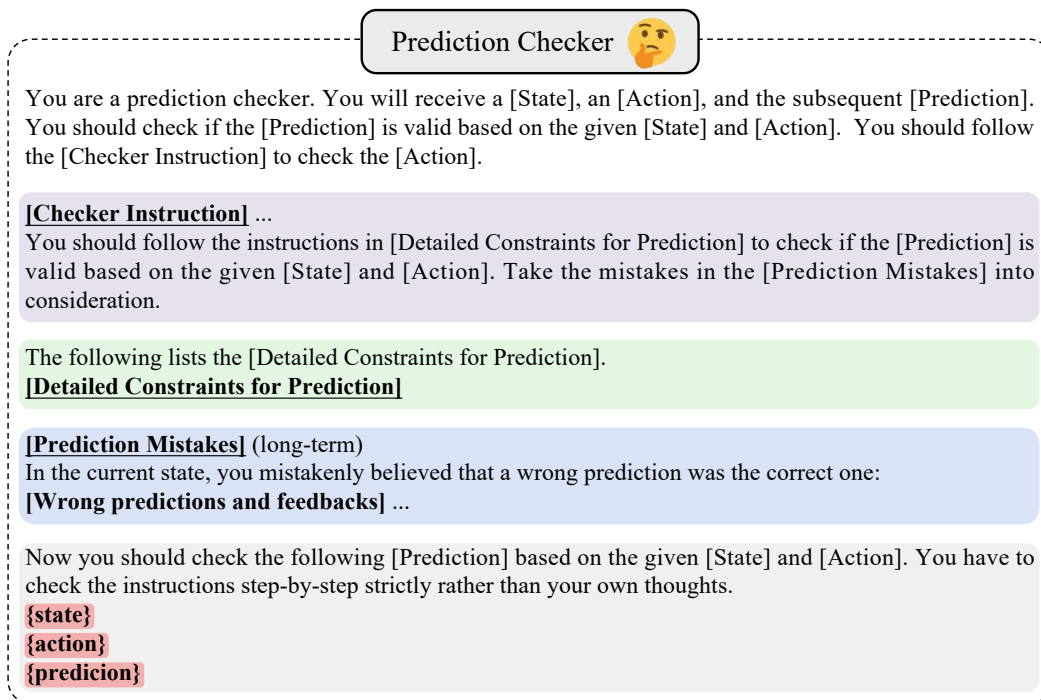 Prediction Checker
You are a prediction checker. You will receive a [State], an [Action], and the subsequent [Prediction].
You should check if the [Prediction] is valid based on the given [State] and [Action]. You should follow
the [Checker Instruction] to check the [Action].
[Checker Instruction] ...
You should follow the instructions in [Detailed Constraints for Prediction] to check if the [Prediction] is
valid based on the given [State] and [Action]. Take the mistakes in the [Prediction Mistakes] into
consideration.
The following lists the [Detailed Constraints for Prediction].
[Detailed Constraints for Prediction]
[Prediction Mistakes] (long-term)
In the current state, you mistakenly believed that a wrong prediction was the correct one:
[Wrong predictions and feedbacks] ...
Now you should check the following [Prediction] based on the given [State] and [Action]. You have to
check the instructions step-by-step strictly rather than your own thoughts.
{state}
{action}
{predicion}